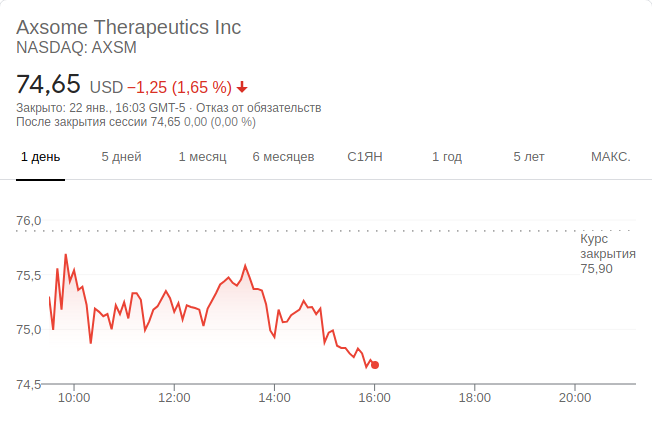 Axsome Therapeutics Inc
NASDAQ: AXSM
74,65 USD −1,25 (1,65 %)
Закрыто: 22 янв., 16:03 GMT-5 · Отказ от обязательств
После закрытия сессии 74,65 0,00 (0,00 %)
1 день 5 дней 1 месяц 6 месяцев С1ЯН 1 год 5 лет МАКС.
76,0
Курс
закрытия
75,90
75,5
75,0
74,5
10:00 12:00 14:00 16:00 18:00 20:00